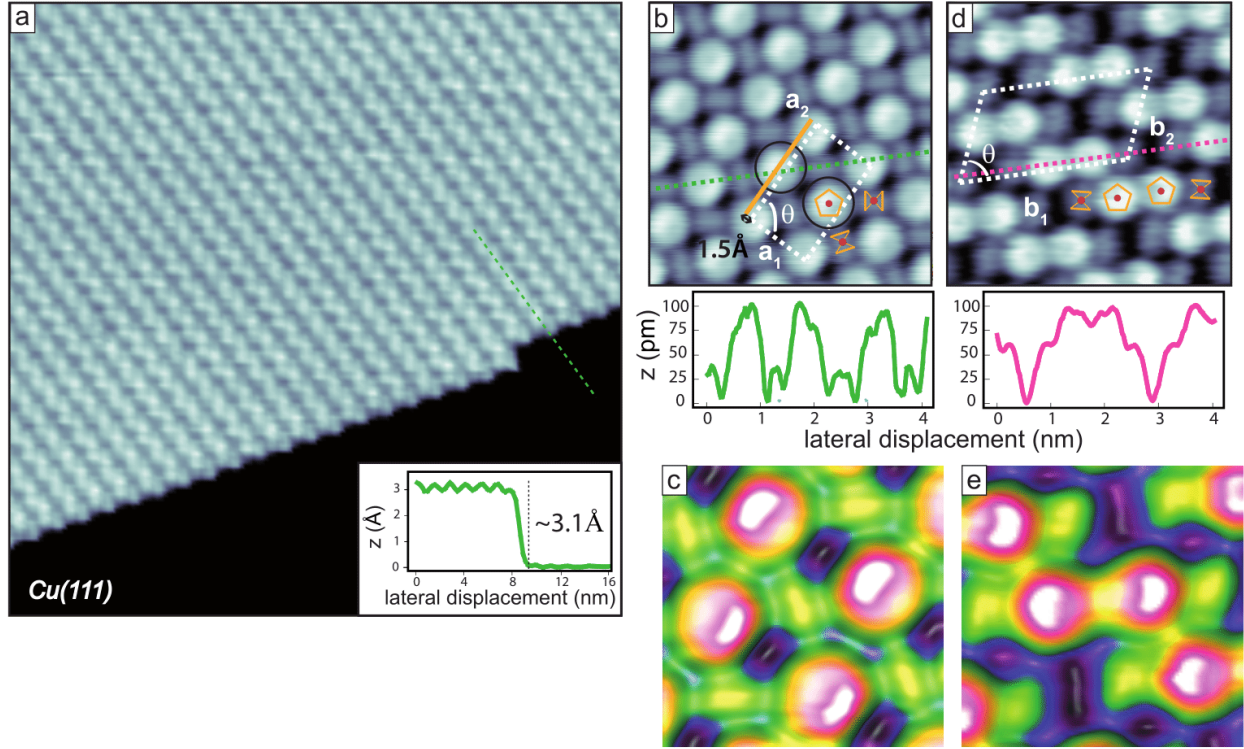 a
Cu(111)
z (Å)
3
2
1
0
~3.1Å
0 4 8 12 16
lateral displacement (nm)
b
a₂
θ
1.5Å
a₁
d
b₂
θ
b₁
z (pm)
100
75
50
25
0
0 1 2 3 4
100
75
50
25
0
0 1 2 3 4
lateral displacement (nm)
c
e